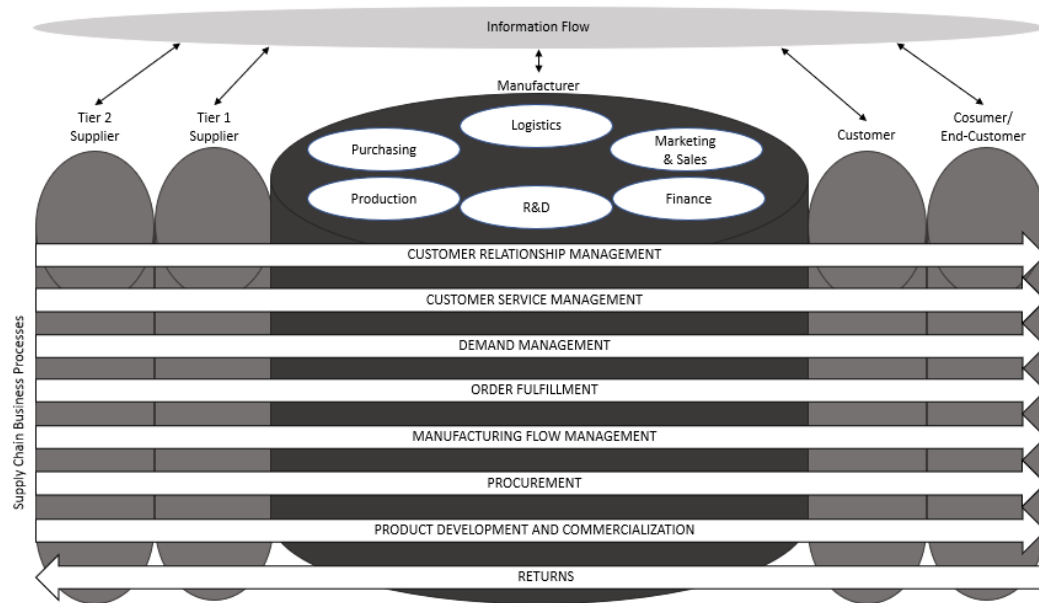 Information Flow
Manufacturer
Tier 2
Supplier
Tier 1
Supplier
Customer
Cosumer/
End-Customer
Logistics
Purchasing
Marketing
& Sales
Production
R&D
Finance
Supply Chain Business Processes
CUSTOMER RELATIONSHIP MANAGEMENT
CUSTOMER SERVICE MANAGEMENT
DEMAND MANAGEMENT
ORDER FULFILLMENT
MANUFACTURING FLOW MANAGEMENT
PROCUREMENT
PRODUCT DEVELOPMENT AND COMMERCIALIZATION
RETURNS